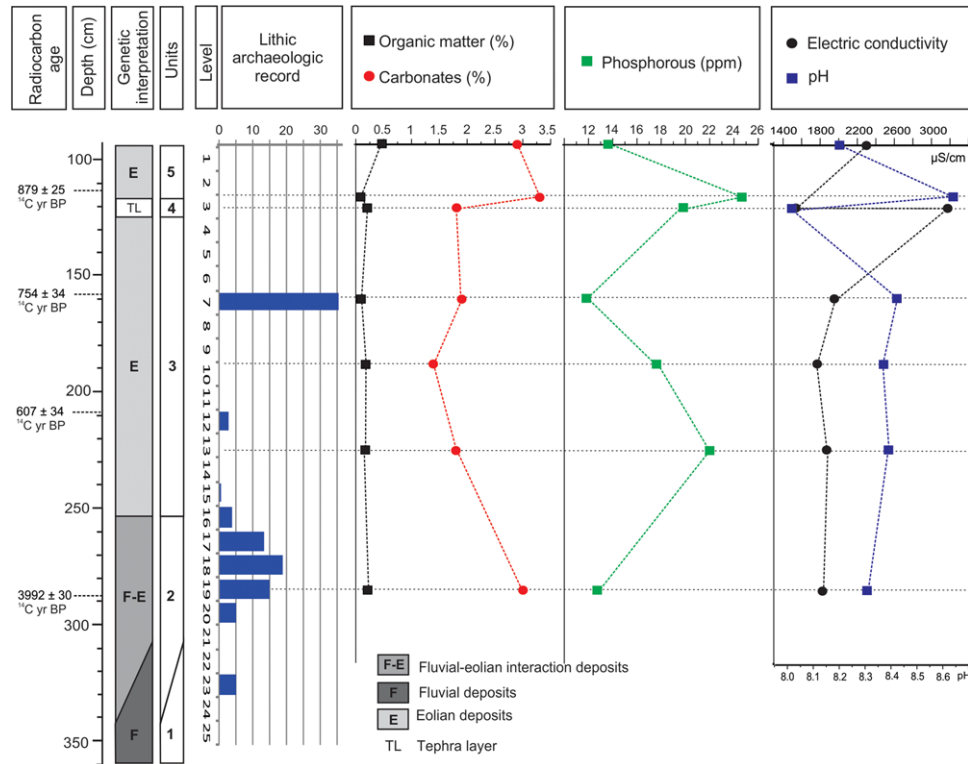 Radiocarbon age
Depth (cm)
Genetic interpretation
Units
Level
Lithic
archaeologic
record
Organic matter (%)
Carbonates (%)
Phosphorous (ppm)
Electric conductivity
pH
0 5 10 15 20 25 30 35
0 0.5 1 1.5 2 2.5 3 3.5
12 14 16 18 20 22 24 26
1400 1800 2200 2600 3200
µS/cm
100
150
200
250
300
350
879 ± 25
¹⁴C yr BP
754 ± 34
¹⁴C yr BP
607 ± 34
¹⁴C yr BP
3992 ± 30
¹⁴C yr BP
E
TL
E
F-E
F
5
4
3
2
1
1
2
3
4
5
6
7
8
9
10
11
12
13
14
15
16
17
18
19
20
21
22
23
24
25
F-E Fluvial-eolian interaction deposits
F Fluvial deposits
E Eolian deposits
TL Tephra layer
8.0 8.1 8.2 8.3 8.4 8.5 8.6
pH